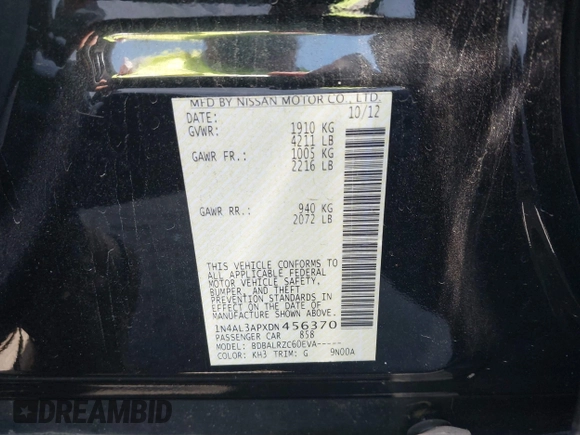 MFD BY NISSAN MOTOR CO., LTD.
DATE: 10/12
GVWR: 1910 KG
4211 LB
GAWR FR.: 1005 KG
2216 LB
GAWR RR.: 940 KG
2072 LB
THIS VEHICLE CONFORMS TO
ALL APPLICABLE FEDERAL
MOTOR VEHICLE SAFETY,
BUMPER, AND THEFT
PREVENTION STANDARDS IN
EFFECT ON THE DATE OF
MANUFACTURE SHOWN ABOVE.
1N4AL3APXDN 456370
PASSENGER CAR 858
MODEL: BDBALRZC60EVA-----
COLOR: KH3 TRIM: G 9N00A
DREAMBID